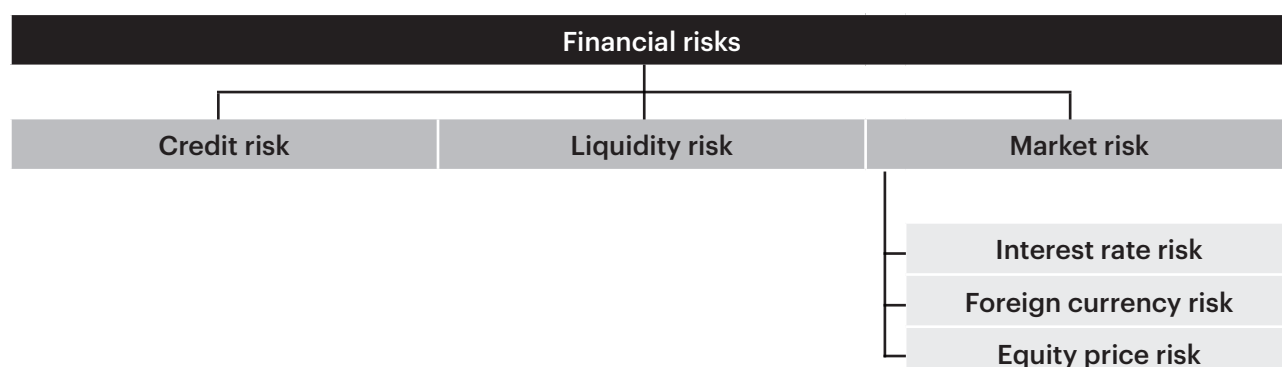 Financial risks
Credit risk
Liquidity risk
Market risk
Interest rate risk
Foreign currency risk
Equity price risk